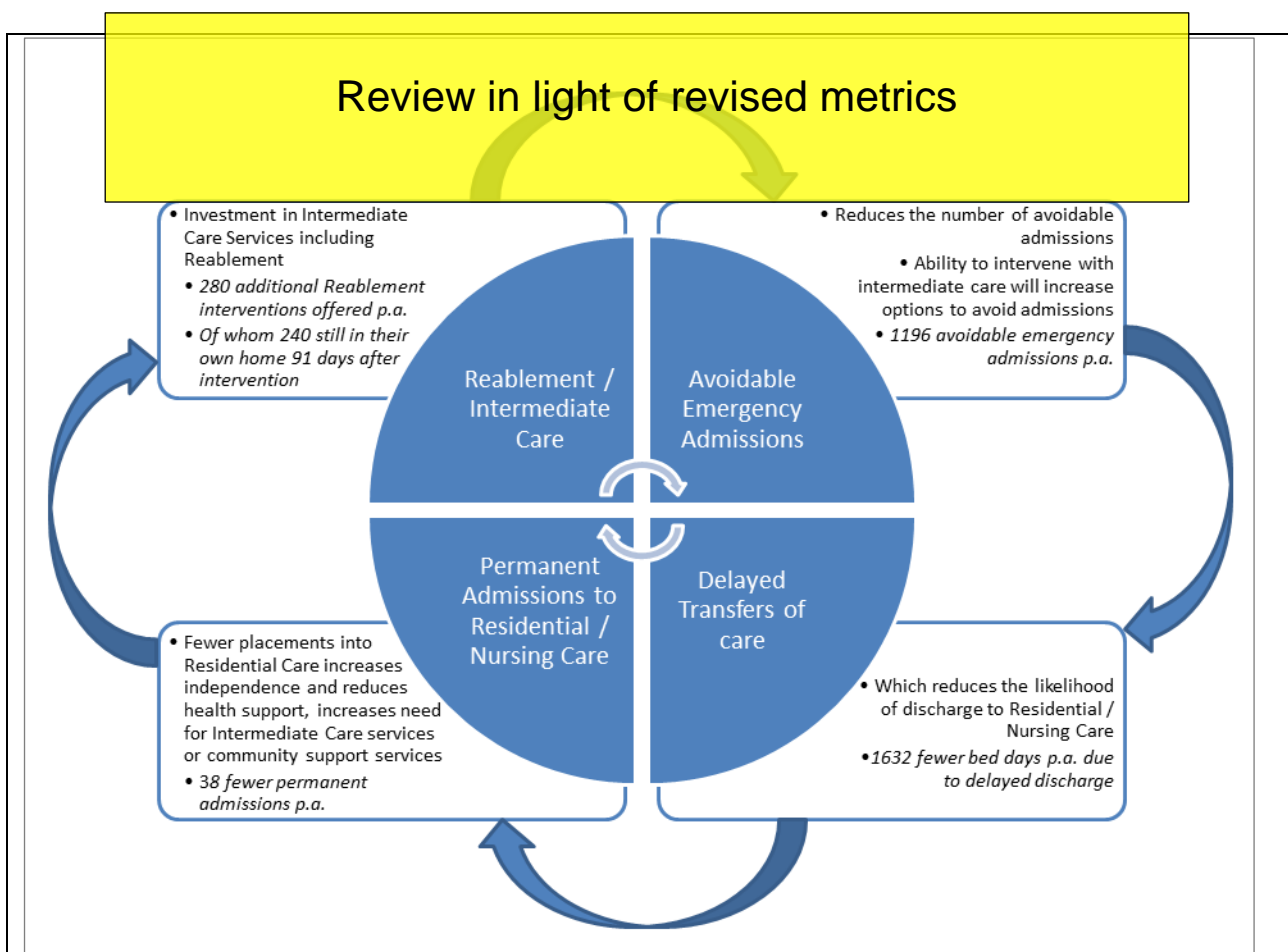 Review in light of revised metrics
• Investment in Intermediate
Care Services including
Reablement
• 280 additional Reablement
interventions offered p.a.
• Of whom 240 still in their
own home 91 days after
intervention
• Reduces the number of avoidable
admissions
• Ability to intervene with
intermediate care will increase
options to avoid admissions
• 1196 avoidable emergency
admissions p.a.
Reablement /
Intermediate
Care
Avoidable
Emergency
Admissions
Permanent
Admissions to
Residential /
Nursing Care
Delayed
Transfers of
care
• Fewer placements into
Residential Care increases
independence and reduces
health support, increases need
for Intermediate Care services
or community support services
• 38 fewer permanent
admissions p.a.
• Which reduces the likelihood
of discharge to Residential /
Nursing Care
•1632 fewer bed days p.a. due
to delayed discharge